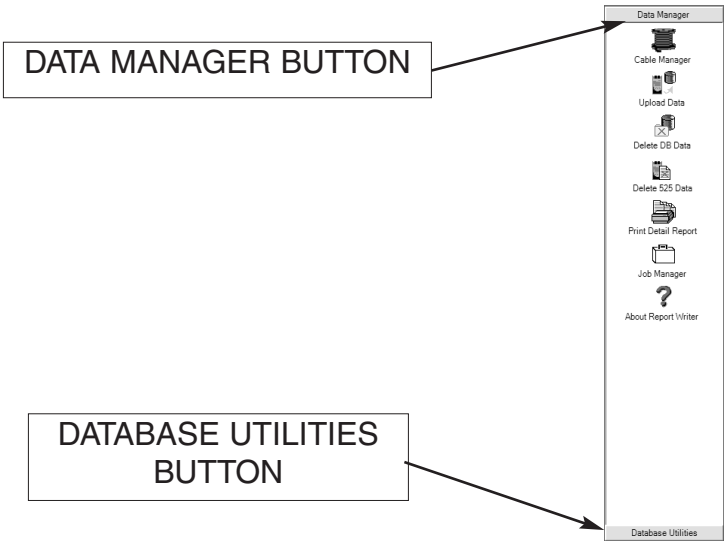 Data Manager
DATA MANAGER BUTTON
Cable Manager
Upload Data
Delete DB Data
Delete 525 Data
Print Detail Report
Job Manager
About Report Writer
DATABASE UTILITIES
BUTTON
Database Utilities